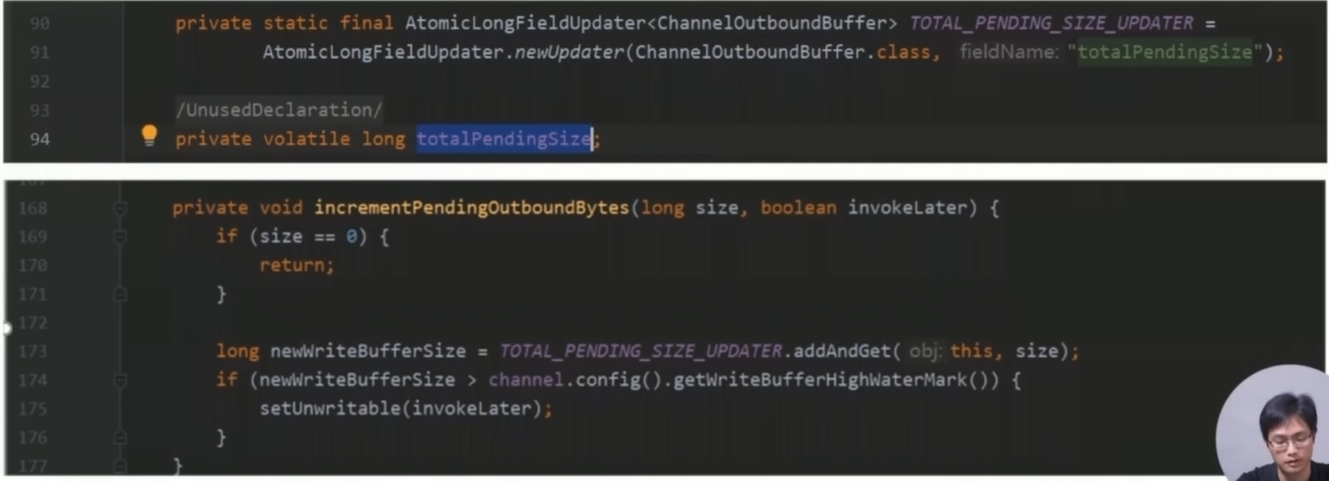 90 private static final AtomicLongFieldUpdater<ChannelOutboundBuffer> TOTAL_PENDING_SIZE_UPDATER =
91 AtomicLongFieldUpdater.newUpdater(ChannelOutboundBuffer.class, fieldName: "totalPendingSize");
92
93 /UnusedDeclaration/
94 private volatile long totalPendingSize;
167
168 private void incrementPendingOutboundBytes(long size, boolean invokeLater) {
169 if (size == 0) {
170 return;
171 }
172
173 long newWriteBufferSize = TOTAL_PENDING_SIZE_UPDATER.addAndGet( obj: this, size);
174 if (newWriteBufferSize > channel.config().getWriteBufferHighWaterMark()) {
175 setUnwritable(invokeLater);
176 }
177 }